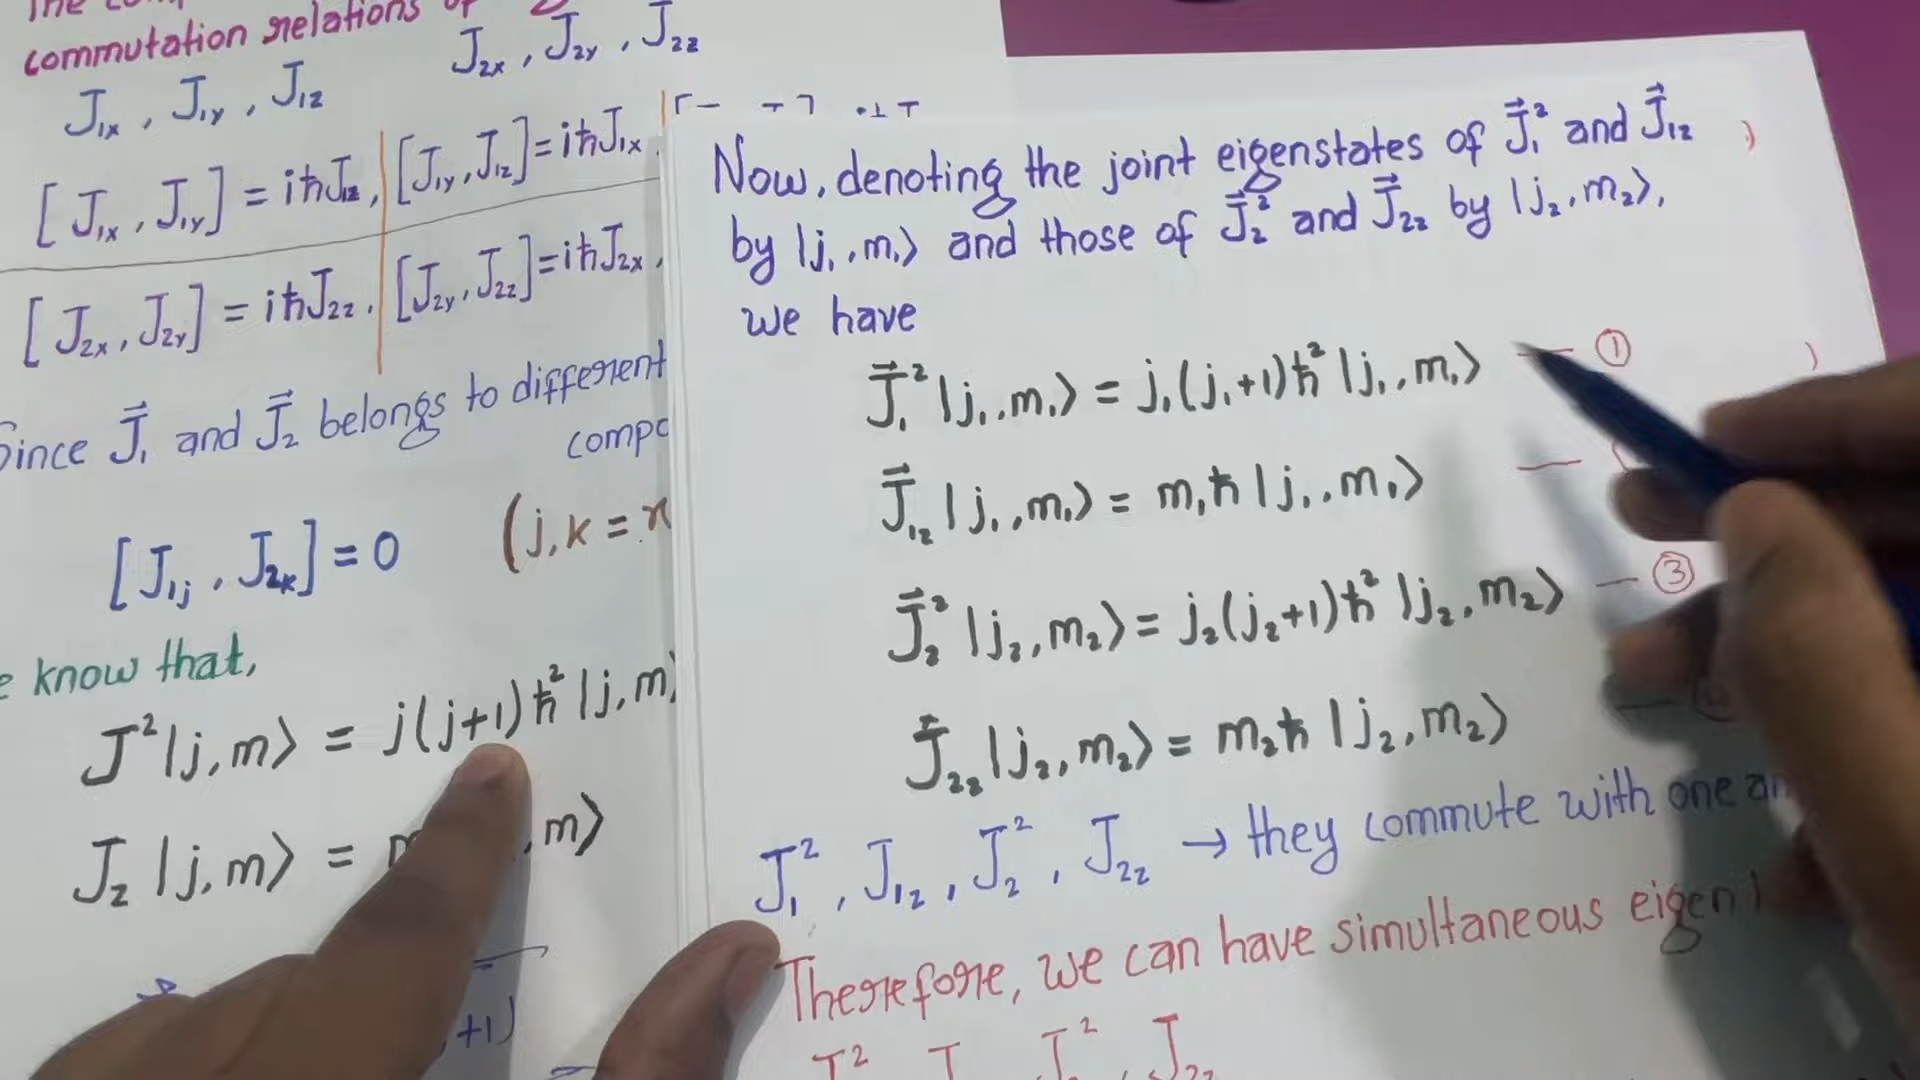 commutation relations of
J₁ₓ , J₁ᵧ , J₁z
J₂ₓ , J₂ᵧ , J₂z
[J₁ₓ , J₁ᵧ] = iħJ₁z , [J₁ᵧ , J₁z] = iħJ₁ₓ ,
[J₂ₓ , J₂ᵧ] = iħJ₂z , [J₂ᵧ , J₂z] = iħJ₂ₓ ,
Since J⃗₁ and J⃗₂ belongs to different
[J₁ⱼ , J₂ₖ] = 0 (j, k = x
know that,
J²|j, m⟩ = j(j+1)ħ²|j, m⟩
Jz |j, m⟩ = m , m⟩
+1)
Now, denoting the joint eigenstates of J⃗₁² and J⃗₁z
by |j₁, m₁⟩ and those of J⃗₂² and J⃗₂z by |j₂, m₂⟩,
we have
J⃗₁² |j₁, m₁⟩ = j₁(j₁+1)ħ² |j₁, m₁⟩ — ①
J⃗₁z |j₁, m₁⟩ = m₁ħ |j₁, m₁⟩ —
J⃗₂² |j₂, m₂⟩ = j₂(j₂+1)ħ² |j₂, m₂⟩ — ③
J⃗₂z |j₂, m₂⟩ = m₂ħ |j₂, m₂⟩ —
J₁² , J₁z , J₂² , J₂z → they commute with one
Therefore, we can have simultaneous eigen